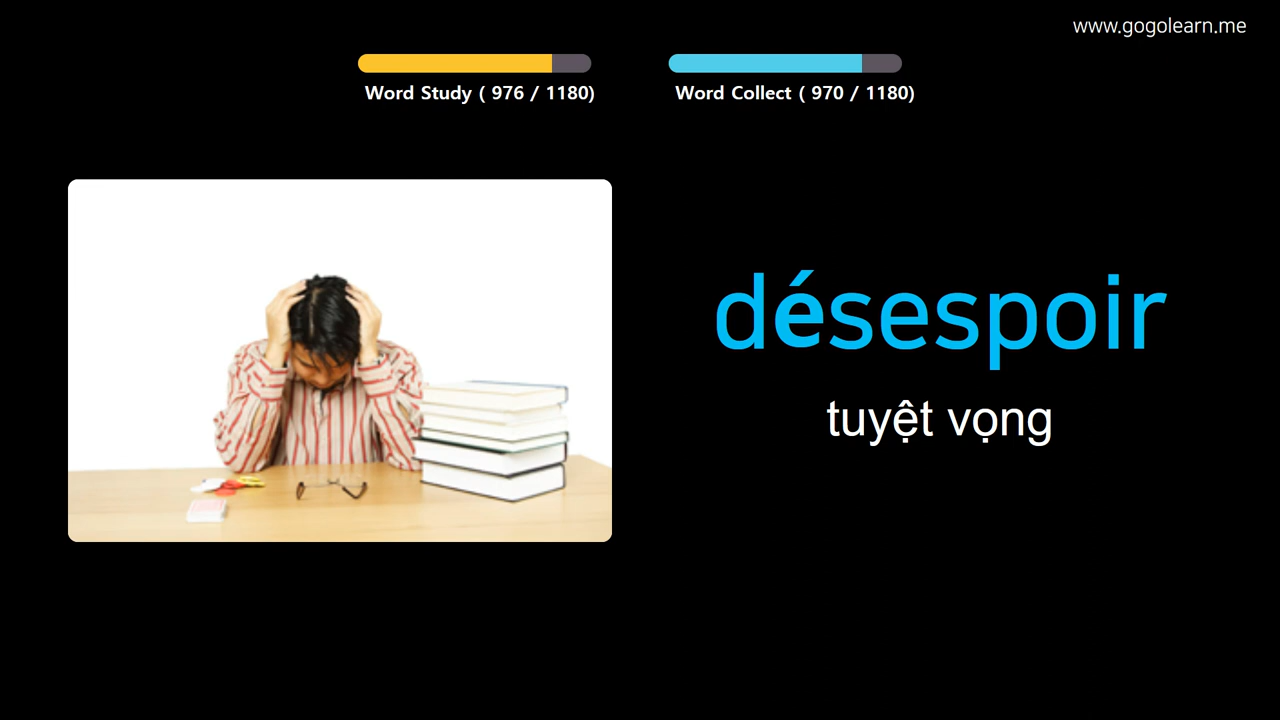 www.gogolearn.me
Word Study ( 976 / 1180)
Word Collect ( 970 / 1180)
désespoir
tuyệt vọng